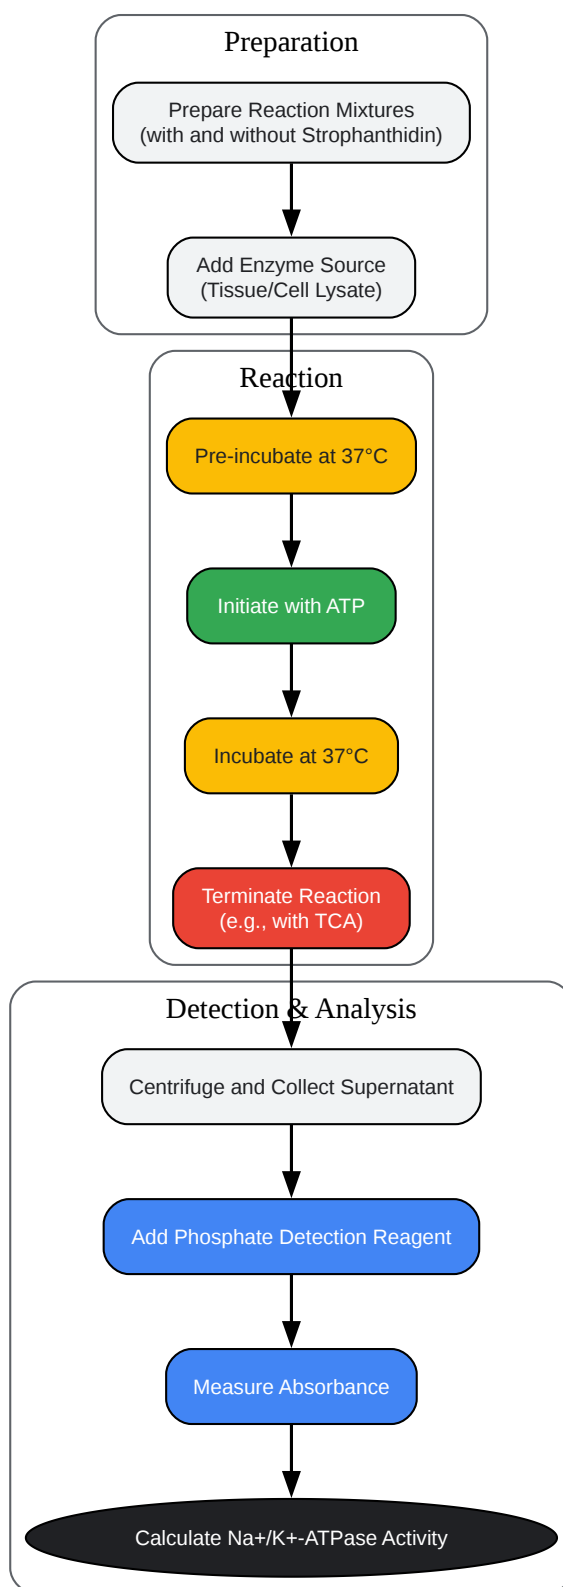 Preparation
Prepare Reaction Mixtures
(with and without Strophanthidin)
Add Enzyme Source
(Tissue/Cell Lysate)
Reaction
Pre-incubate at 37°C
Initiate with ATP
Incubate at 37°C
Terminate Reaction
(e.g., with TCA)
Detection & Analysis
Centrifuge and Collect Supernatant
Add Phosphate Detection Reagent
Measure Absorbance
Calculate Na+/K+-ATPase Activity